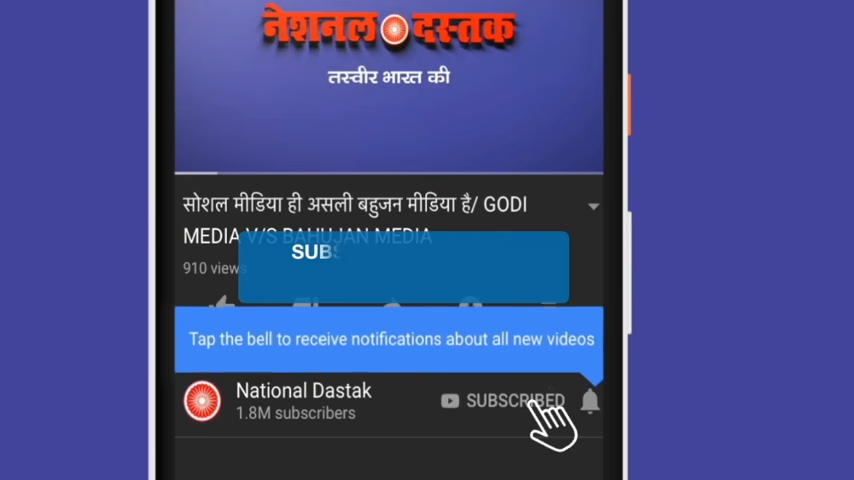 नेशनल दस्तक
तस्वीर भारत की
सोशल मीडिया ही असली बहुजन मीडिया है/ GODI
MEDIA V/S BAHUJAN MEDIA
SUBS
910 views
Tap the bell to receive notifications about all new videos
National Dastak
SUBSCRIBED
1.8M subscribers